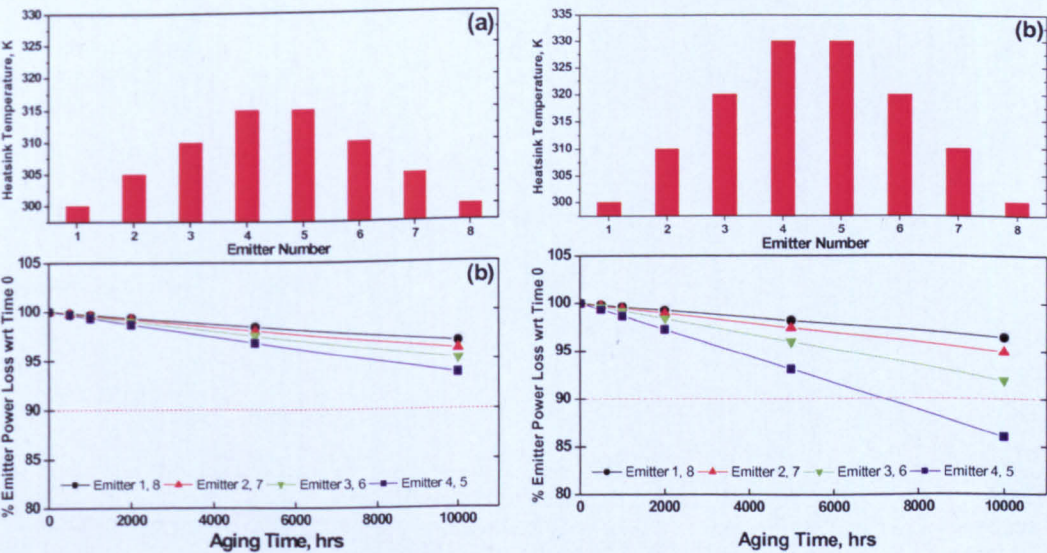 (a)
Heatsink Temperature, K
330
325
320
315
310
305
300
1 2 3 4 5 6 7 8
Emitter Number
(b)
Heatsink Temperature, K
335
330
325
320
315
310
305
300
1 2 3 4 5 6 7 8
Emitter Number
(b)
% Emitter Power Loss wrt Time 0
105
100
95
90
85
80
Emitter 1, 8 Emitter 2, 7 Emitter 3, 6 Emitter 4, 5
0 2000 4000 6000 8000 10000
Aging Time, hrs
% Emitter Power Loss wrt Time 0
105
100
95
90
85
80
Emitter 1, 8 Emitter 2, 7 Emitter 3, 6 Emitter 4, 5
0 2000 4000 6000 8000 10000
Aging Time, hrs